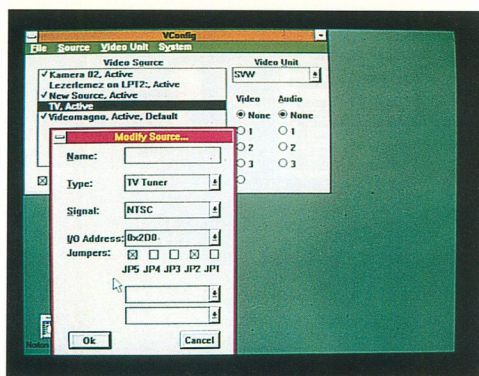 VConfig
File Source Video Unit System
Video Source
Kamera 02, Active
Lezerlemez on LPT2:, Active
New Source, Active
TV, Active
Videomagno, Active, Default
Video Unit
SVW
Video Audio
None None
1 1
2 2
3 3
Modify Source...
Name:
Type: TV Tuner
Signal: NTSC
I/O Address: 0x2D0
Jumpers:
JP5 JP4 JP3 JP2 JP1
Ok Cancel